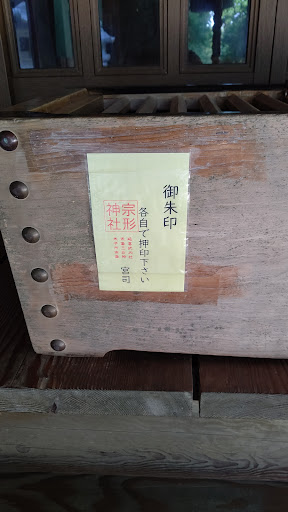 御朱印
各自で押印下さい
宮司
宗形
神社